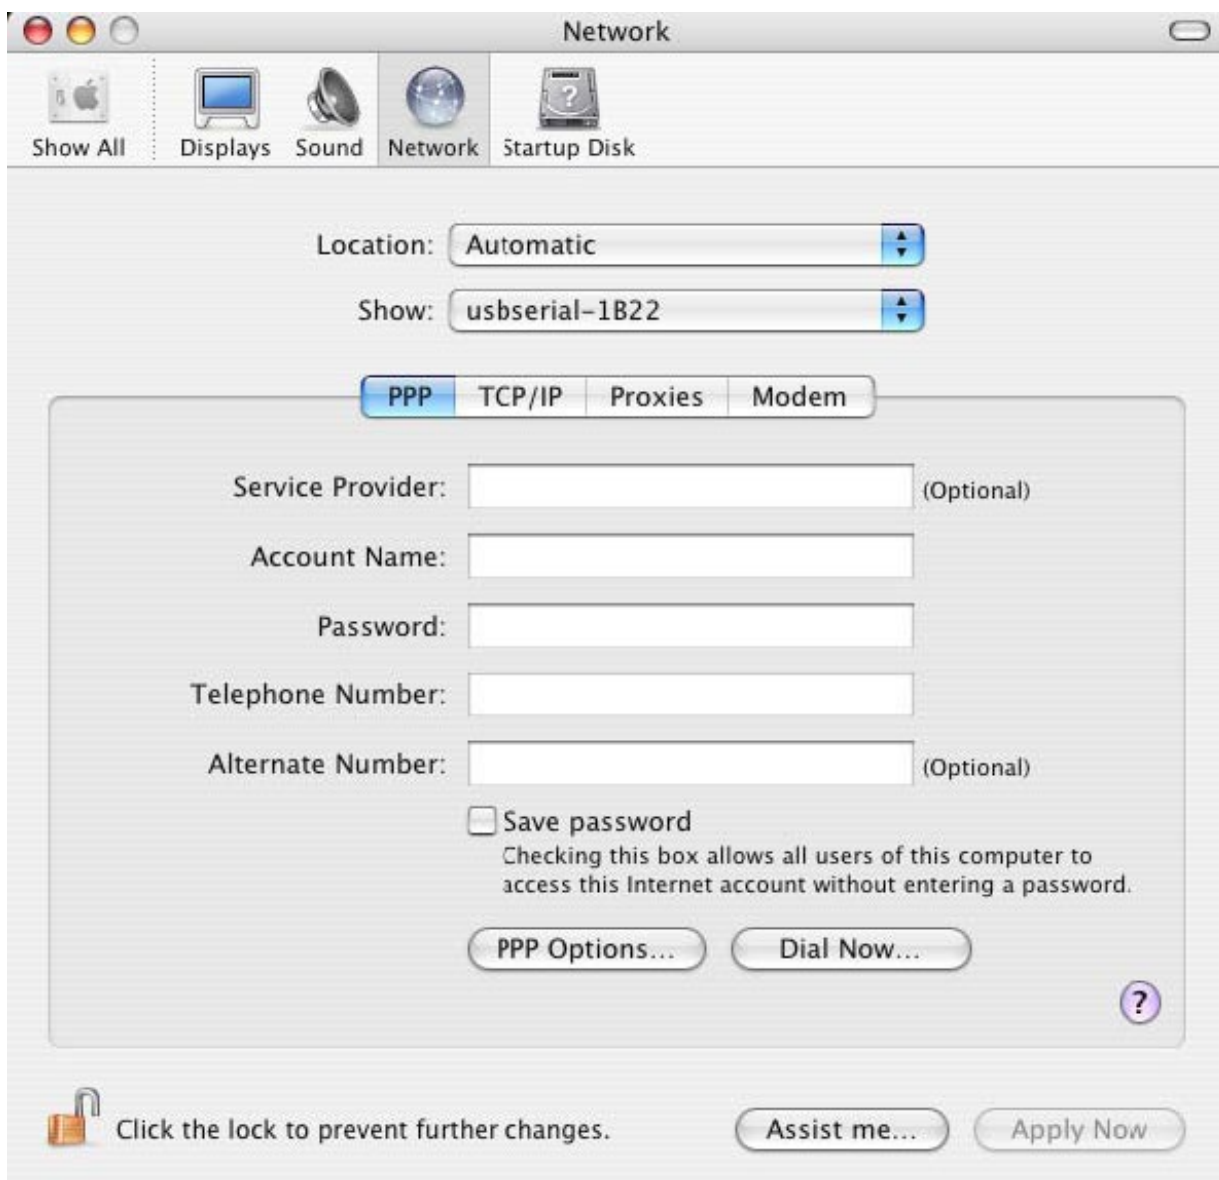 Network
Show All
Displays
Sound
Network
Startup Disk
Location: Automatic
Show: usbserial-1B22
PPP TCP/IP Proxies Modem
Service Provider: (Optional)
Account Name:
Password:
Telephone Number:
Alternate Number: (Optional)
Save password
Checking this box allows all users of this computer to
access this Internet account without entering a password.
PPP Options... Dial Now...
?
Click the lock to prevent further changes. Assist me... Apply Now